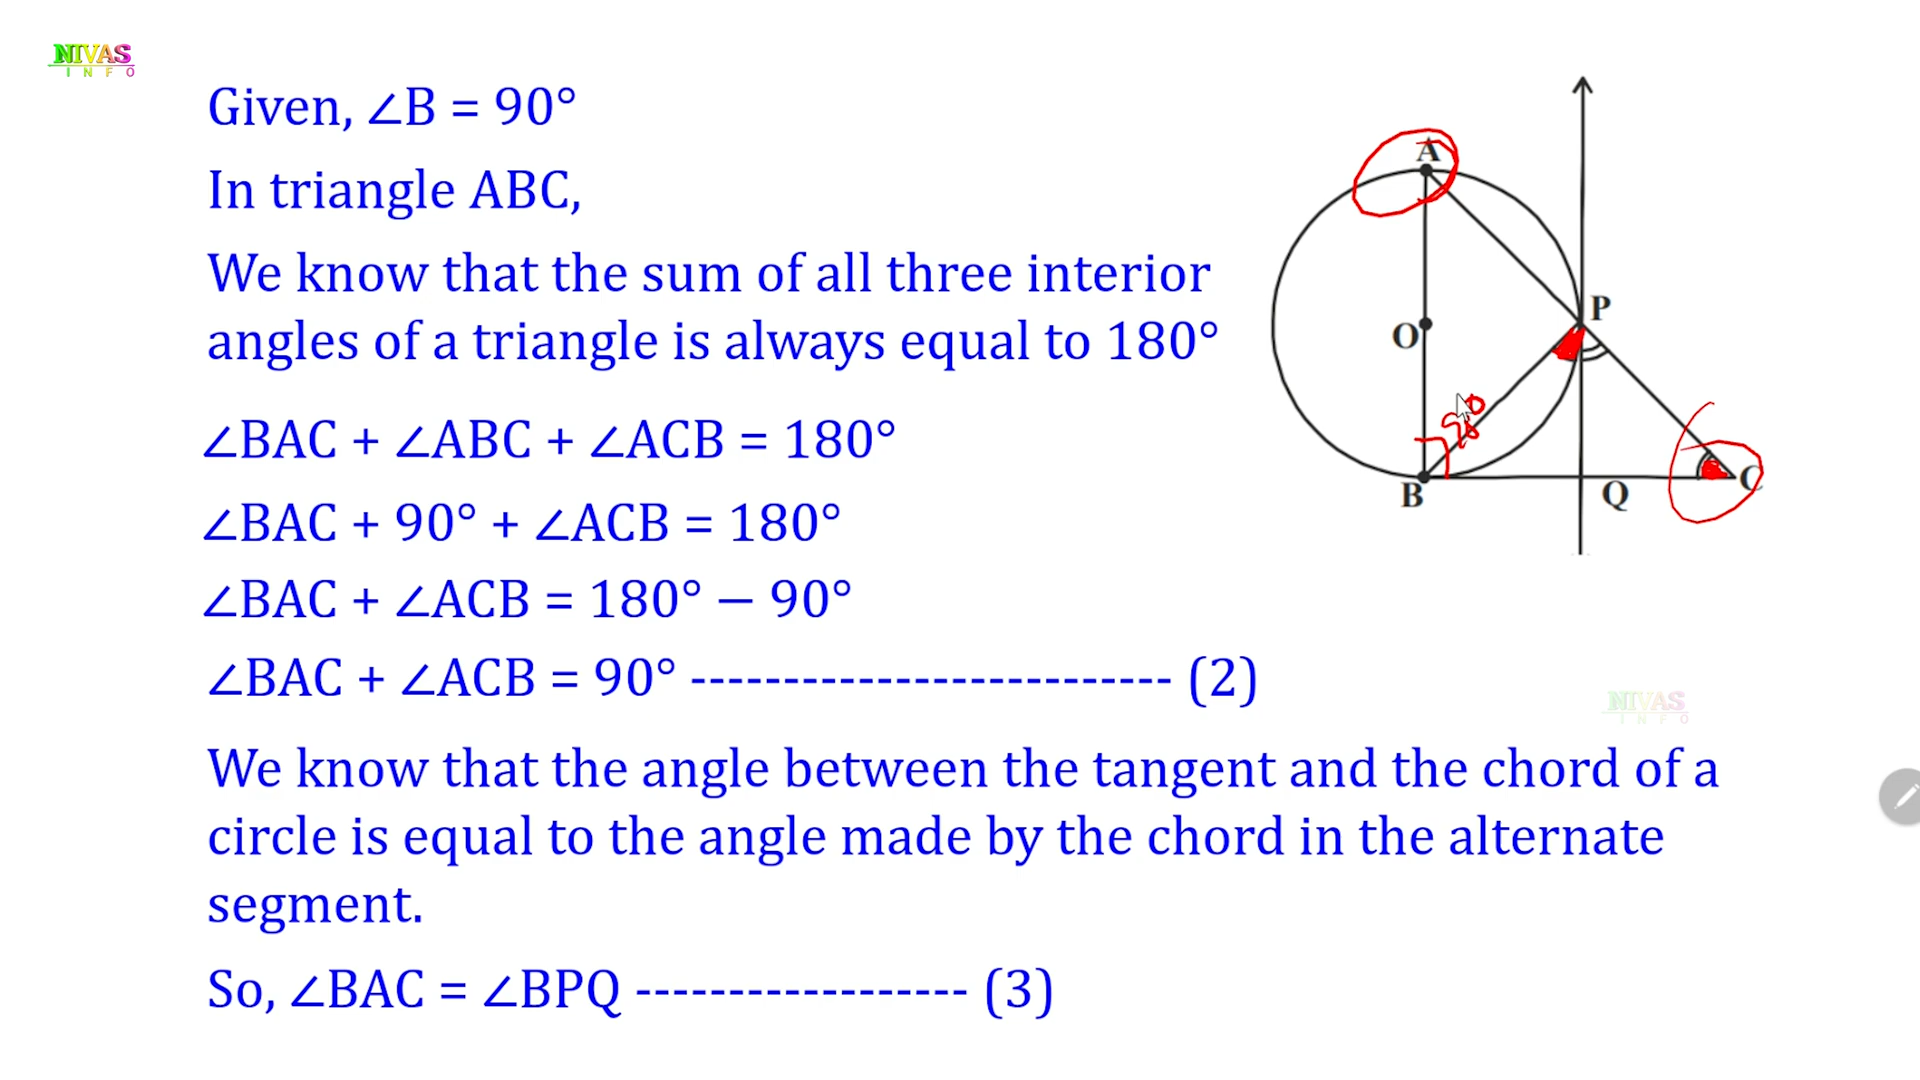 NIVAS
INFO
Given, ∠B = 90°
In triangle ABC,
We know that the sum of all three interior
angles of a triangle is always equal to 180°
∠BAC + ∠ABC + ∠ACB = 180°
∠BAC + 90° + ∠ACB = 180°
∠BAC + ∠ACB = 180° – 90°
∠BAC + ∠ACB = 90° -------------------------- (2)
We know that the angle between the tangent and the chord of a
circle is equal to the angle made by the chord in the alternate
segment.
So, ∠BAC = ∠BPQ ------------------ (3)
A
P
O
B
Q
C
90
NIVAS
INFO